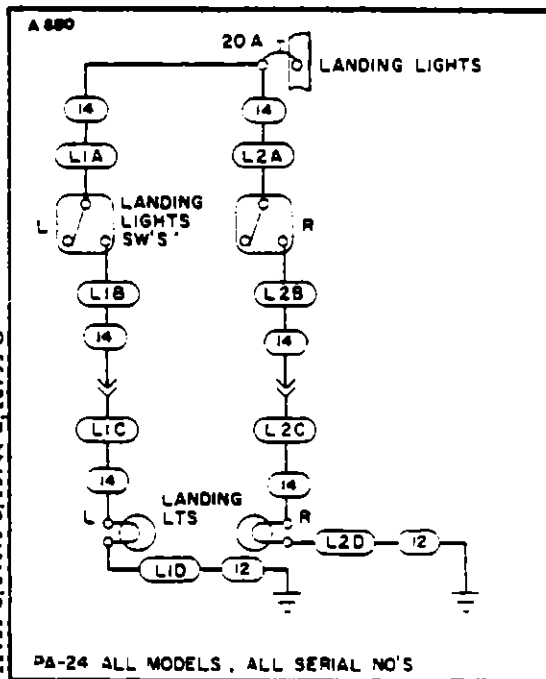 A880
20 A
LANDING LIGHTS
14
14
L1A
L2A
L
LANDING
LIGHTS
SW'S
R
L1B
L2B
14
14
L1C
L2C
14
14
L
LANDING
LTS
R
L1D
12
L2D
12
PA-24 ALL MODELS, ALL SERIAL NO'S